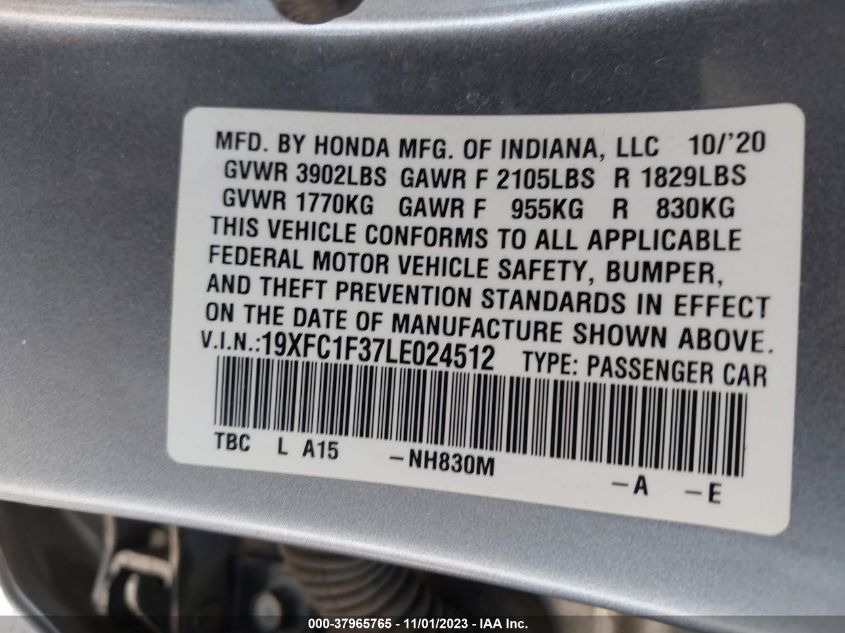 MFD. BY HONDA MFG. OF INDIANA, LLC 10/'20
GVWR 3902LBS GAWR F 2105LBS R 1829LBS
GVWR 1770KG GAWR F 955KG R 830KG
THIS VEHICLE CONFORMS TO ALL APPLICABLE
FEDERAL MOTOR VEHICLE SAFETY, BUMPER,
AND THEFT PREVENTION STANDARDS IN EFFECT
ON THE DATE OF MANUFACTURE SHOWN ABOVE.
V.I.N.:19XFC1F37LE024512 TYPE: PASSENGER CAR
TBC L A15 -NH830M -A -E
000-37965765 - 11/01/2023 - IAA Inc.